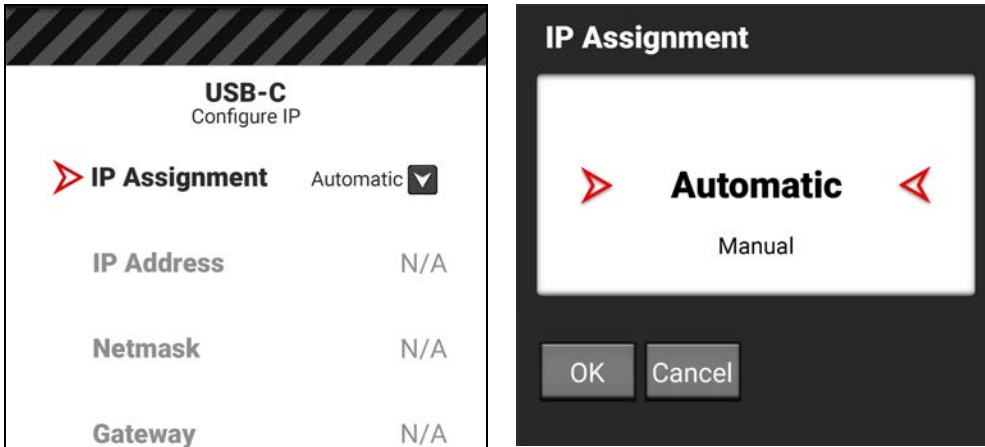 USB-C
Configure IP
IP Assignment Automatic
IP Address N/A
Netmask N/A
Gateway N/A
IP Assignment
Automatic
Manual
OK Cancel